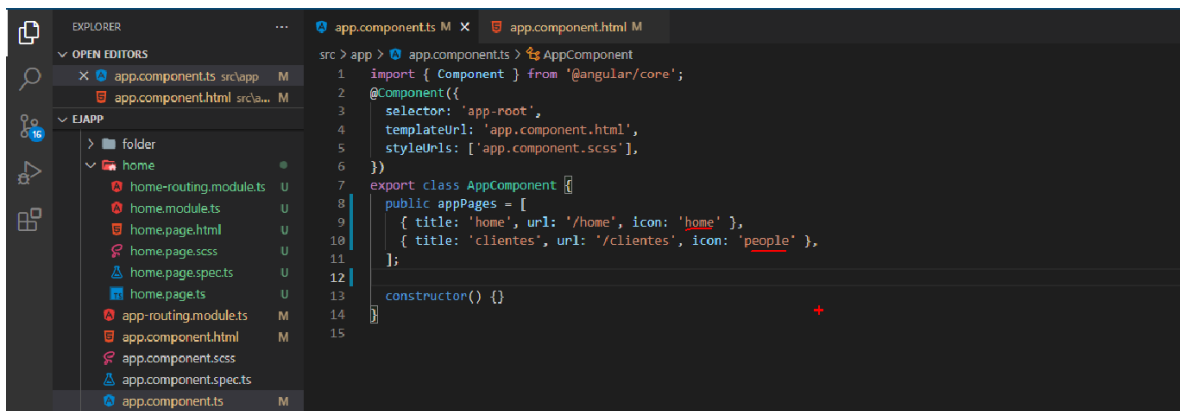 EXPLORER ···
app.component.ts M
app.component.html M
OPEN EDITORS
app.component.ts src\app M
app.component.html src\a... M
16
EJAPP
folder
home
home-routing.module.ts U
home.module.ts U
home.page.html U
home.page.scss U
home.page.spec.ts U
home.page.ts U
app-routing.module.ts M
app.component.html M
app.component.scss
app.component.spec.ts
app.component.ts M
src > app > app.component.ts > AppComponent
1 import { Component } from '@angular/core';
2 @Component({
3 selector: 'app-root',
4 templateUrl: 'app.component.html',
5 styleUrls: ['app.component.scss'],
6 })
7 export class AppComponent {
8 public appPages = [
9 { title: 'home', url: '/home', icon: 'home' },
10 { title: 'clientes', url: '/clientes', icon: 'people' },
11 ];
12
13 constructor() {}
14 }
15